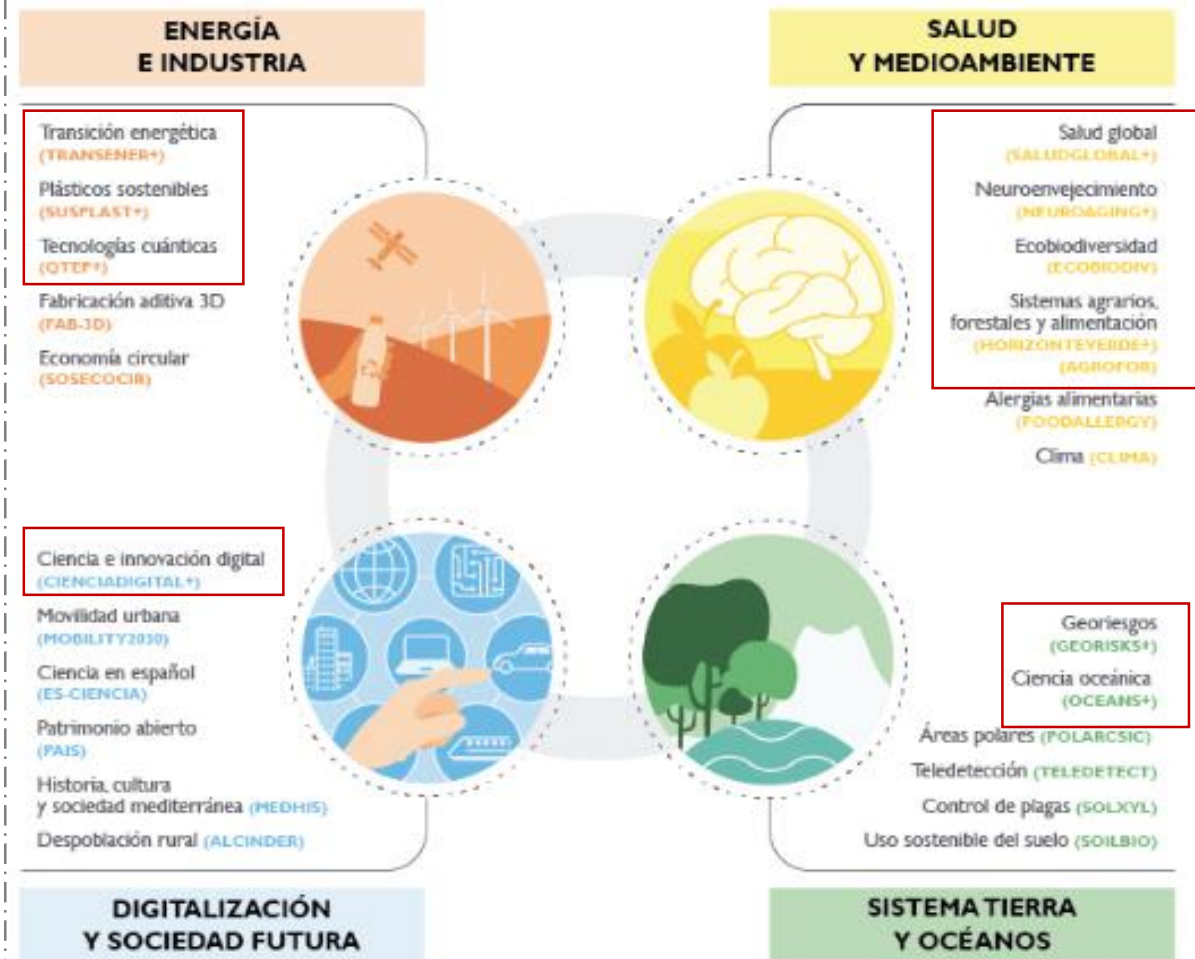 ENERGÍA
E INDUSTRIA
Transición energética
(TRANSENER+)
Plásticos sostenibles
(SUSPLAST+)
Tecnologías cuánticas
(QTEP+)
Fabricación aditiva 3D
(FAB-3D)
Economía circular
(SOSECOCIR)
SALUD
Y MEDIOAMBIENTE
Salud global
(SALUDGLOBAL+)
Neuroenvejecimiento
(NEUROAGING+)
Ecobiodiversidad
(ECOBIODIV)
Sistemas agrarios,
forestales y alimentación
(HORIZONTEVERDE+)
(AGROFOR)
Alergias alimentarias
(FOODALLERGY)
Clima (CLIMA)
Ciencia e innovación digital
(CIENCIADIGITAL+)
Movilidad urbana
(MOBILITY2030)
Ciencia en español
(ES-CIENCIA)
Patrimonio abierto
(PAIS)
Historia, cultura
y sociedad mediterránea (MEDHIS)
Despoblación rural (ALCINDER)
DIGITALIZACIÓN
Y SOCIEDAD FUTURA
Georiesgos
(GEORISKS+)
Ciencia oceánica
(OCEANS+)
Áreas polares (POLARCSIC)
Teledetección (TELEDETECT)
Control de plagas (SOLXYL)
Uso sostenible del suelo (SOILBIO)
SISTEMA TIERRA
Y OCÉANOS